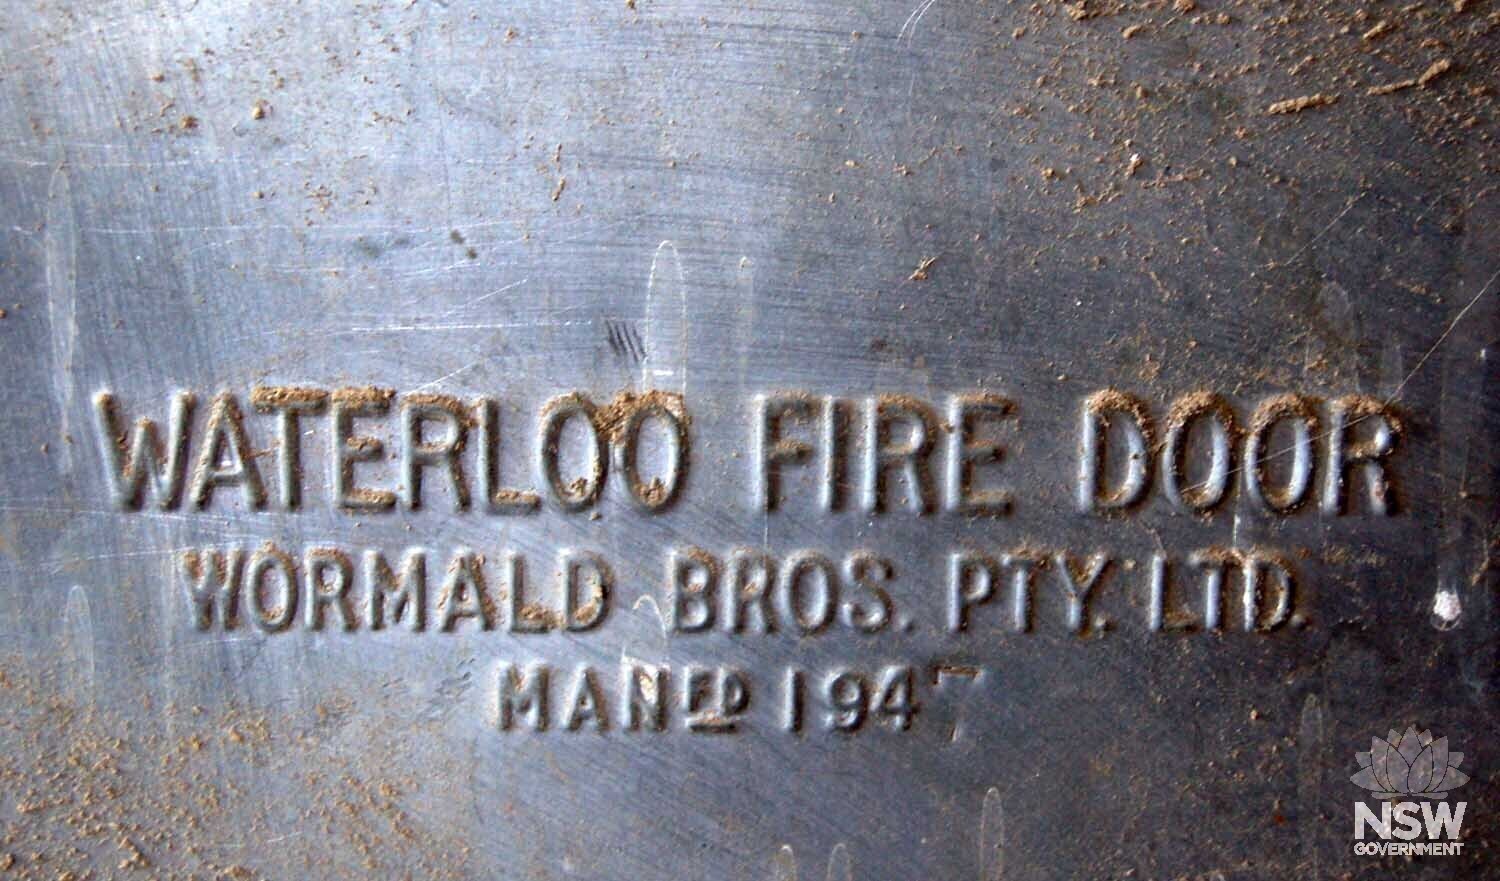 WATERLOO FIRE DOOR
WORMALD BROS. PTY. LTD.
MANFD 1947
NSW
GOVERNMENT